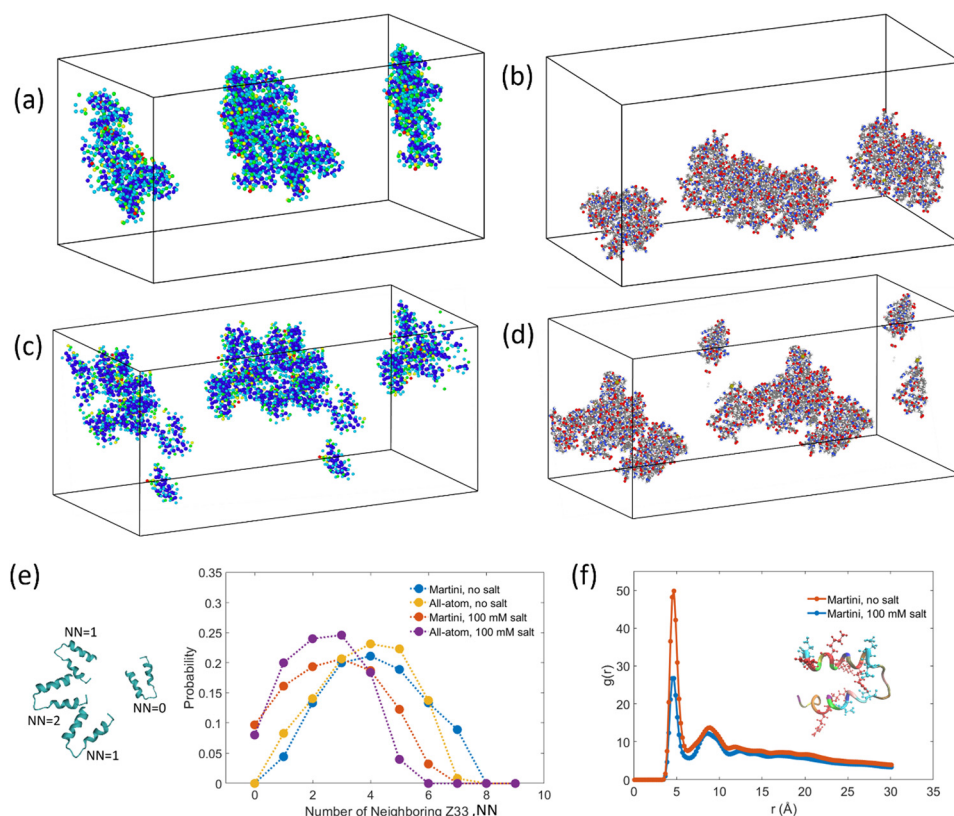 (a)
(b)
(c)
(d)
(e)
NN=1
NN=0
NN=2
NN=1
0.35
0.3
0.25
0.2
0.15
0.1
0.05
0
Probability
Martini, no salt
All-atom, no salt
Martini, 100 mM salt
All-atom, 100 mM salt
0 2 4 6 8 10
Number of Neighboring Z33 ,NN
(f)
50
40
30
20
10
0
g(r)
Martini, no salt
Martini, 100 mM salt
0 5 10 15 20 25 30 35
r (Å)